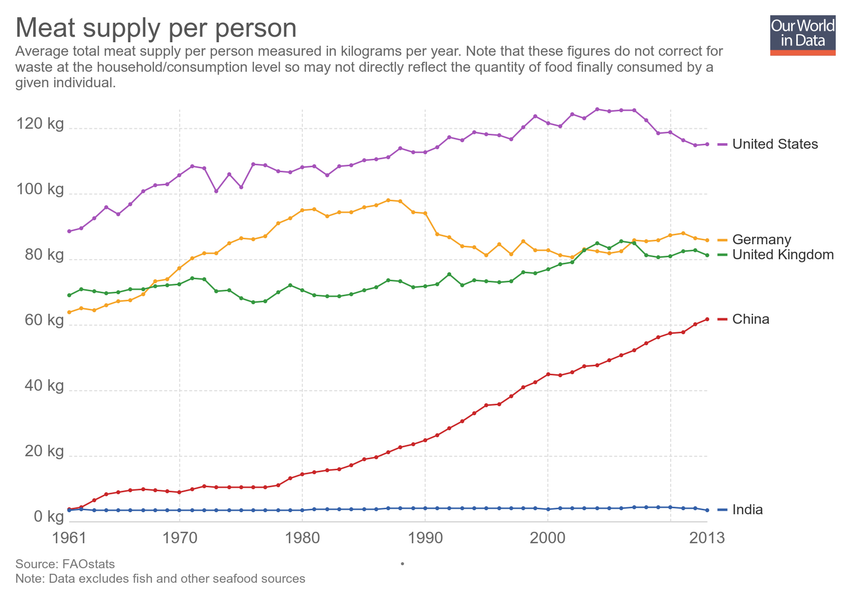 Meat supply per person
Our World
in Data
Average total meat supply per person measured in kilograms per year. Note that these figures do not correct for
waste at the household/consumption level so may not directly reflect the quantity of food finally consumed by a
given individual.
120 kg
United States
100 kg
Germany
80 kg
United Kingdom
60 kg
China
40 kg
20 kg
India
0 kg
1961 1970 1980 1990 2000 2013
Source: FAOstats
Note: Data excludes fish and other seafood sources